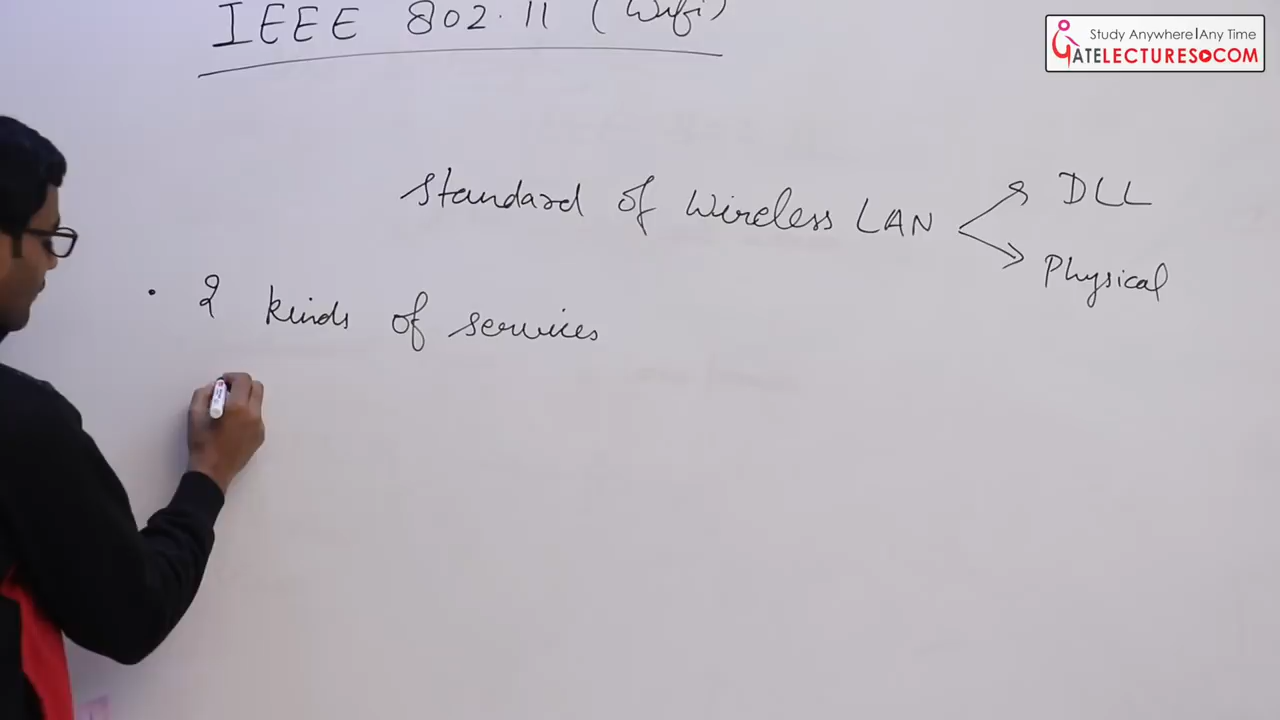 IEEE 802.11 (Wifi)
Study Anywhere | Any Time
GATELECTURES.COM
Standard of Wireless LAN
DLL
Physical
• 2 kinds of services